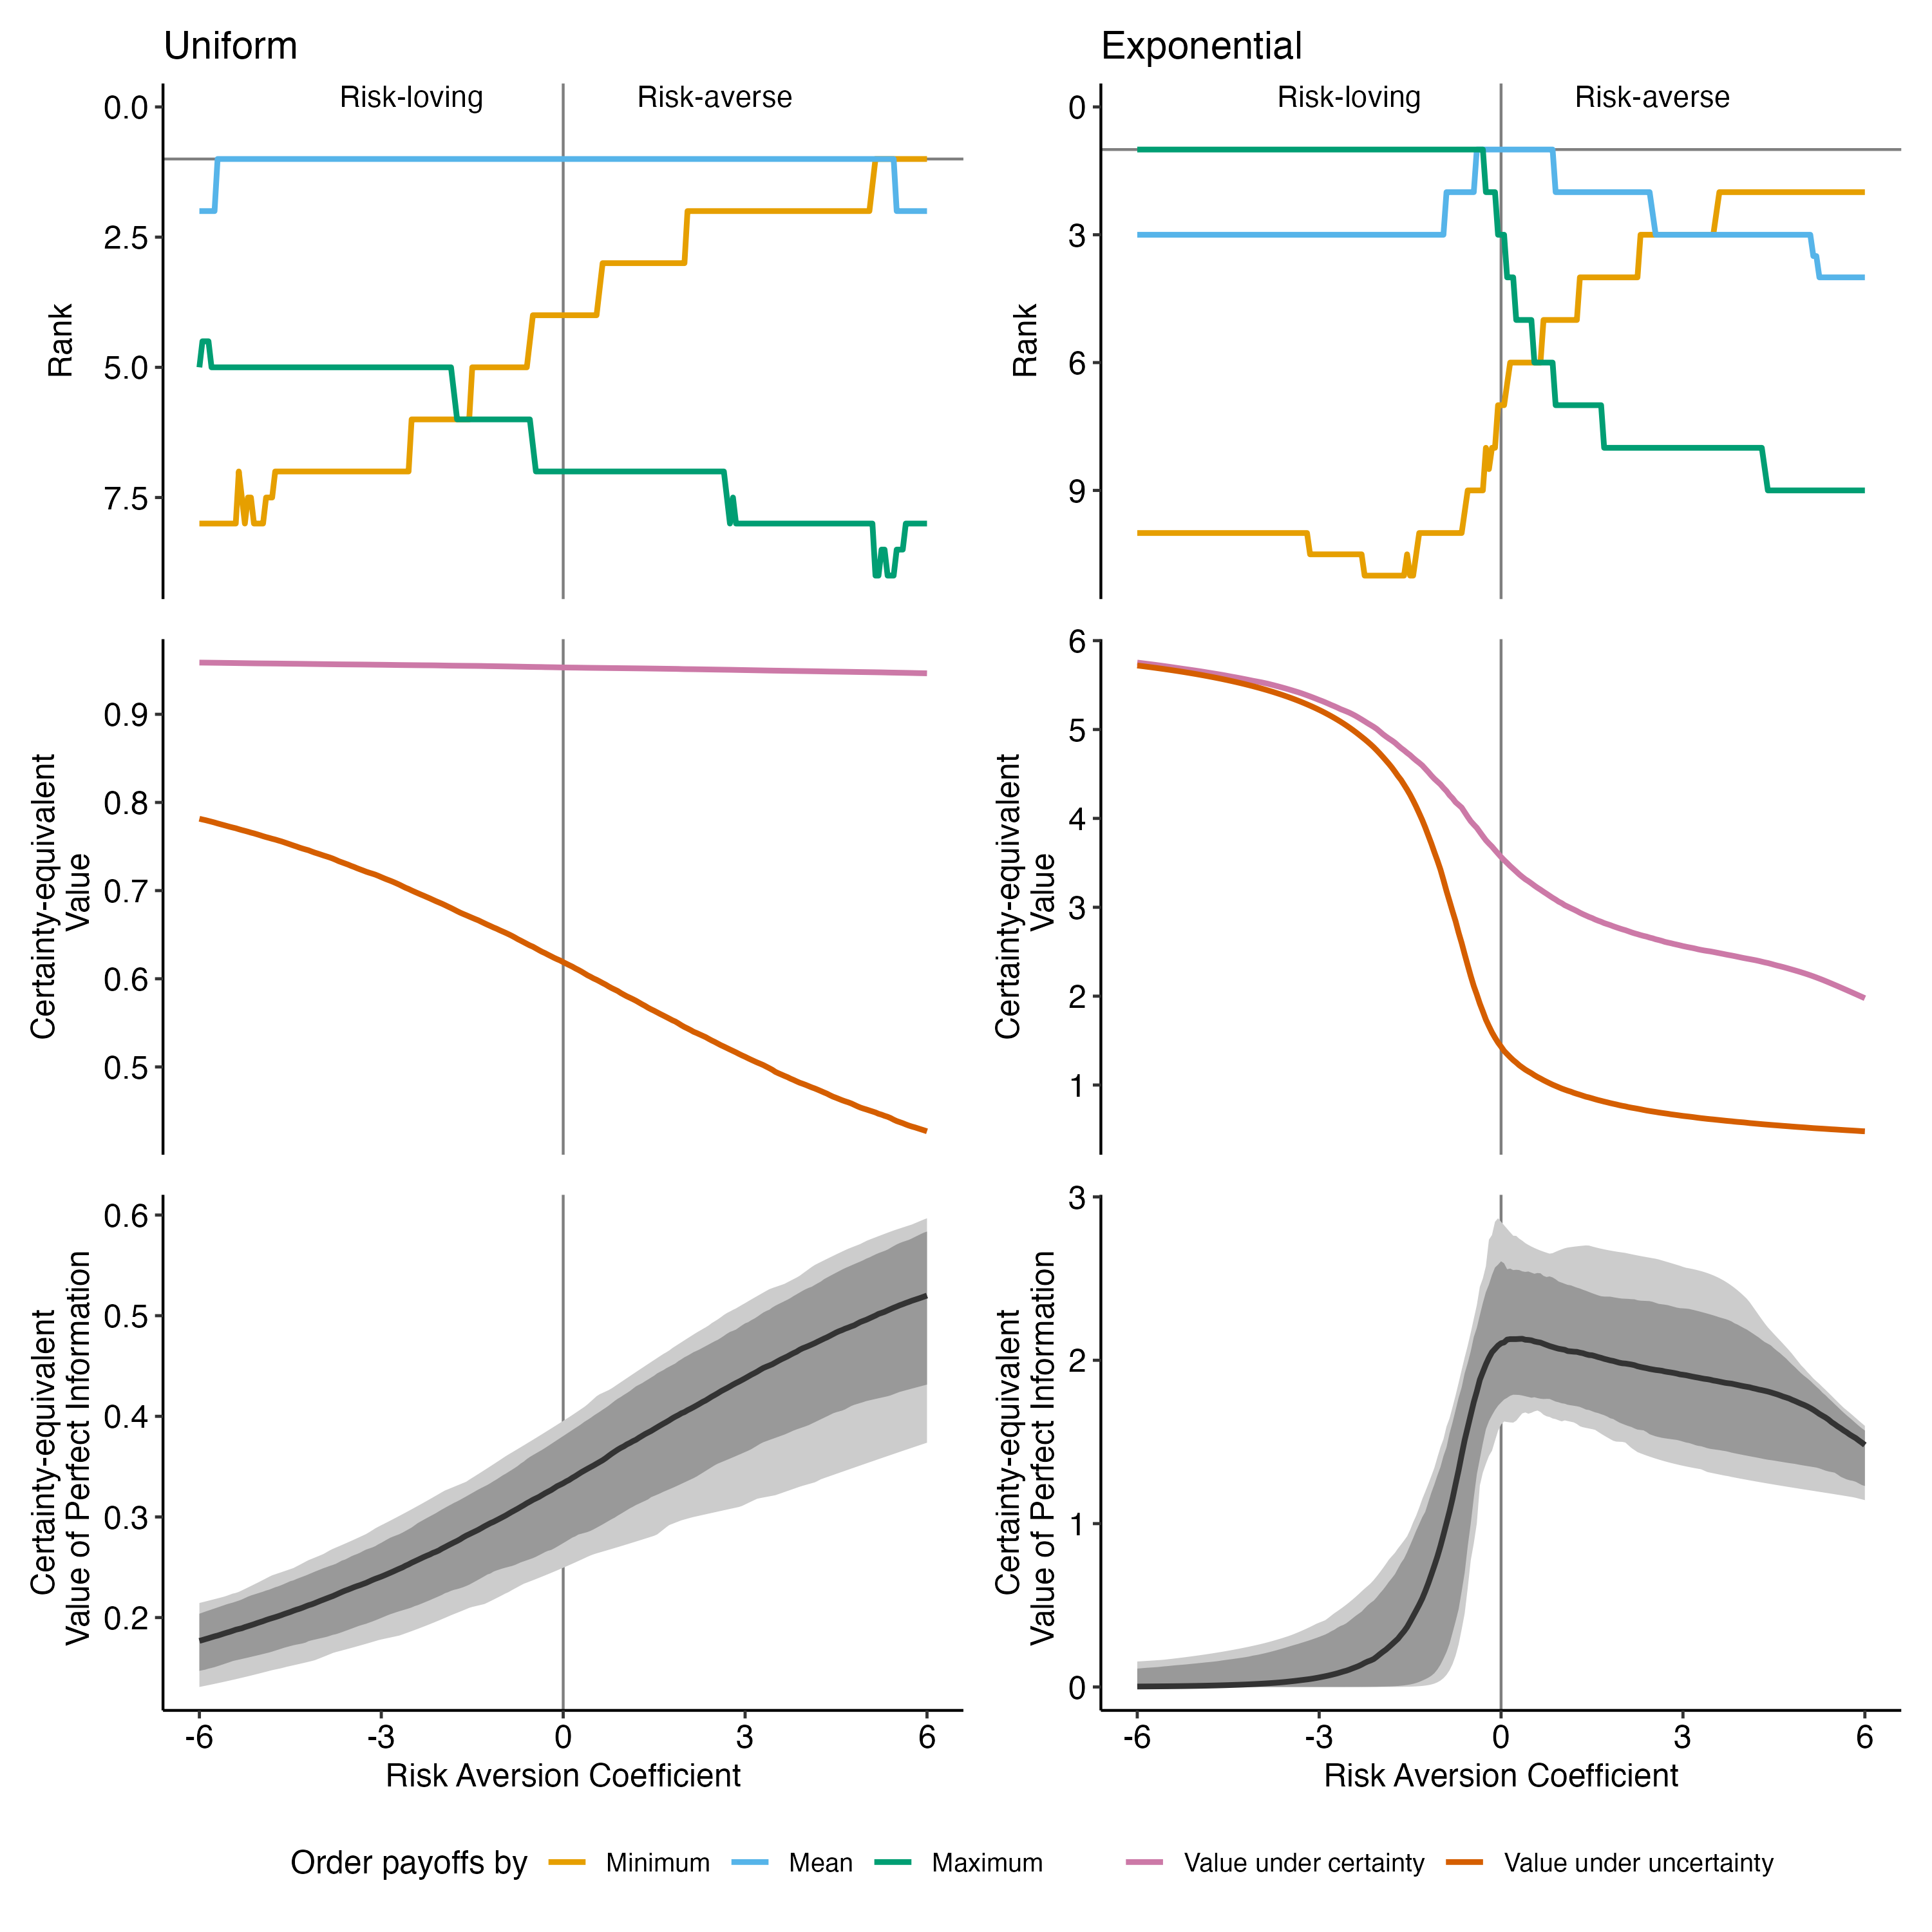 Uniform
Risk-loving
Risk-averse
0.0
2.5
5.0
7.5
Rank
Exponential
Risk-loving
Risk-averse
0
3
6
9
Rank
0.9
0.8
0.7
0.6
0.5
Certainty-equivalent
Value
6
5
4
3
2
1
Certainty-equivalent
Value
0.6
0.5
0.4
0.3
0.2
Certainty-equivalent
Value of Perfect Information
-6 -3 0 3 6
Risk Aversion Coefficient
3
2
1
0
Certainty-equivalent
Value of Perfect Information
-6 -3 0 3 6
Risk Aversion Coefficient
Order payoffs by Minimum Mean Maximum Value under certainty Value under uncertainty